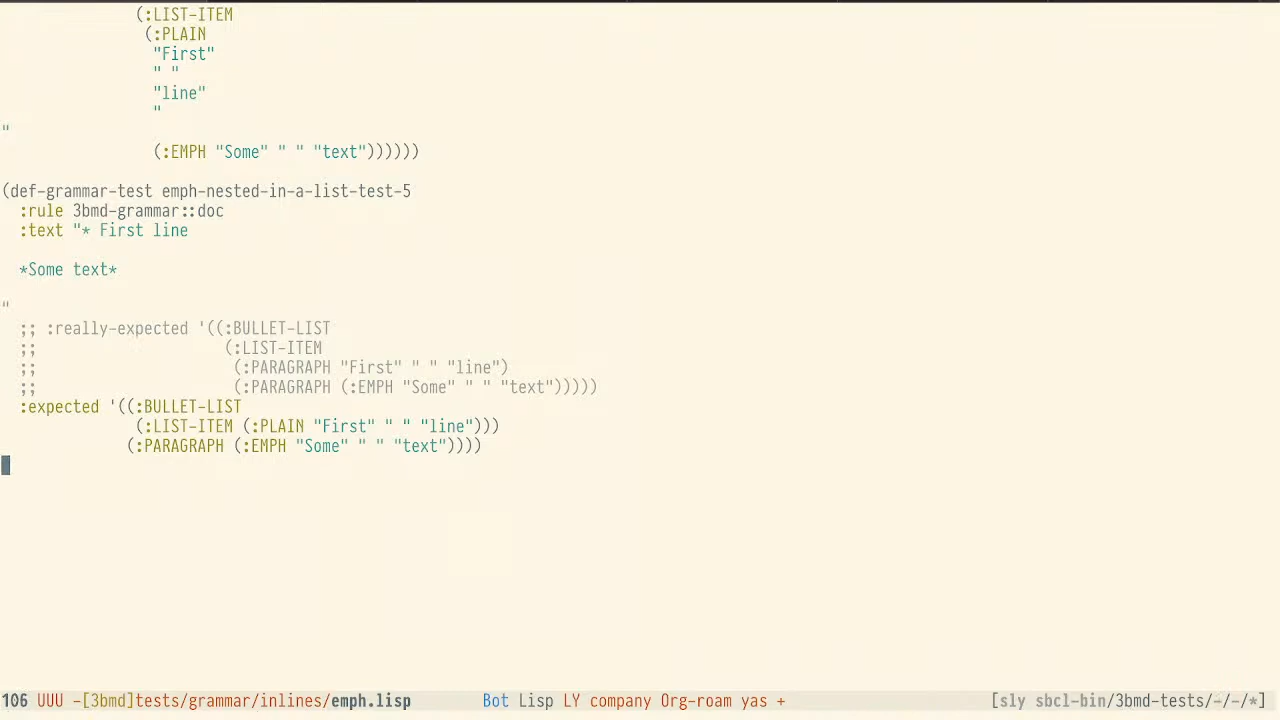 (:LIST-ITEM
(:PLAIN
"First"
" "
"line"
"
"
(:EMPH "Some" " " "text"))))))
(def-grammar-test emph-nested-in-a-list-test-5
:rule 3bmd-grammar::doc
:text "* First line
*Some text*
"
;; :really-expected '((:BULLET-LIST
;; (:LIST-ITEM
;; (:PARAGRAPH "First" " " "line")
;; (:PARAGRAPH (:EMPH "Some" " " "text")))))
:expected '((:BULLET-LIST
(:LIST-ITEM (:PLAIN "First" " " "line")))
(:PARAGRAPH (:EMPH "Some" " " "text"))))
106 UUU -[3bmd]tests/grammar/inlines/emph.lisp Bot Lisp LY company Org-roam yas + [sly sbcl-bin/3bmd-tests/-/-/*]